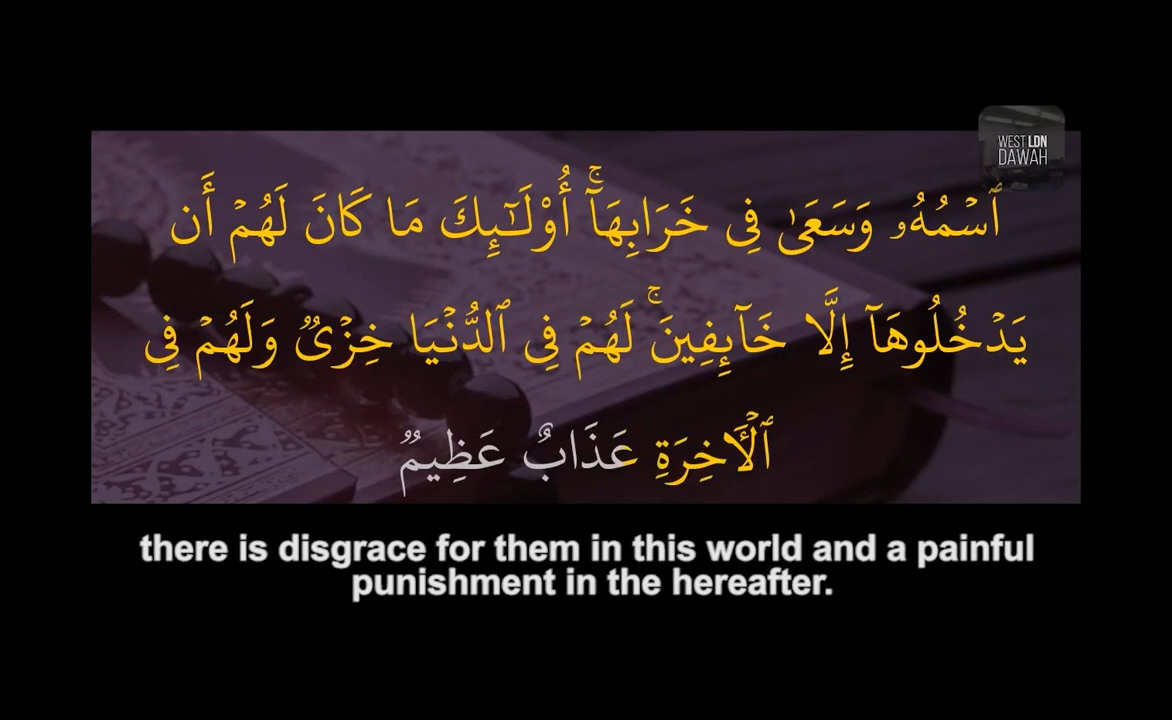 WEST LDN
DAWAH
ٱسْمُهُۥ وَسَعَىٰ فِى خَرَابِهَآ ۚ أُو۟لَـٰٓئِكَ مَا كَانَ لَهُمْ أَن
يَدْخُلُوهَآ إِلَّا خَآئِفِينَ ۚ لَهُمْ فِى ٱلدُّنْيَا خِزْىٌ وَلَهُمْ فِى
ٱلْـَٔاخِرَةِ عَذَابٌ عَظِيمٌ
there is disgrace for them in this world and a painful
punishment in the hereafter.